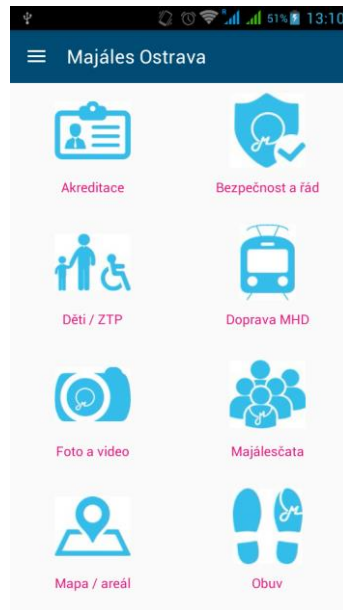 51% 13:10
Majáles Ostrava
Akreditace
Bezpečnost a řád
Děti / ZTP
Doprava MHD
Foto a video
Majálesčata
Mapa / areál
Obuv